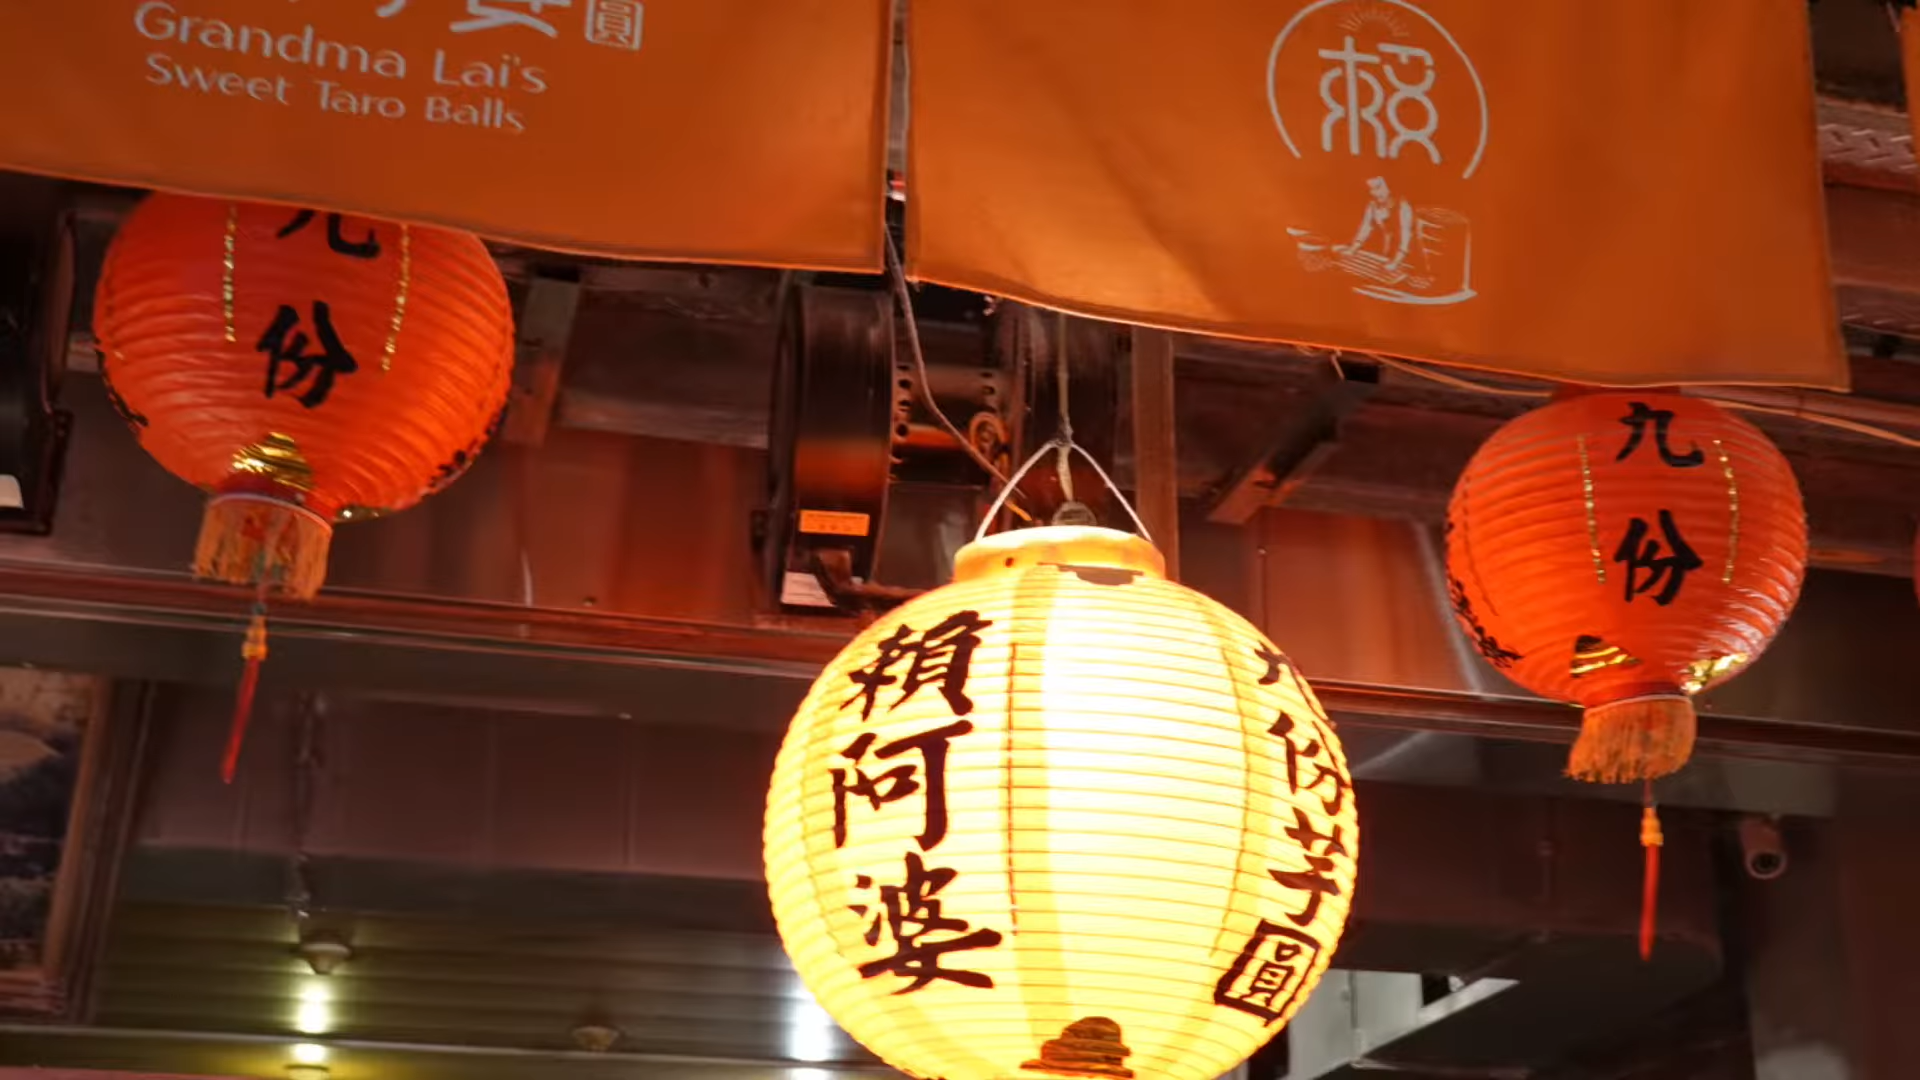 圓
Grandma Lai's
Sweet Taro Balls
賴
九
份
九
份
賴
阿
婆
九
份
芋
圓